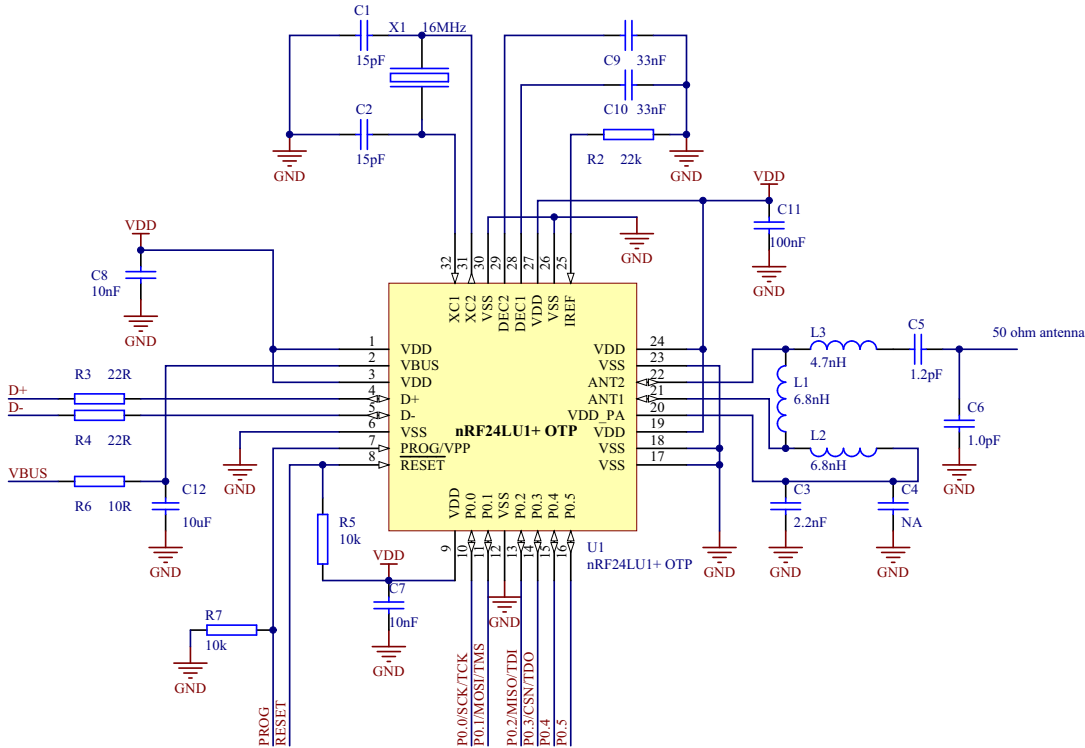 C1
X1 16MHz
15pF
C2
15pF
GND
C9 33nF
C10 33nF
R2 22k
GND
VDD
C11
100nF
GND
GND
VDD
C8
10nF
GND
32
31
30
29
28
27
26
25
XC1
XC2
VSS
DEC2
DEC1
VDD
VSS
IREF
1 VDD
2 VBUS
3 VDD
4 D+
5 D-
6 VSS
7 PROG/VPP
8 RESET
VDD 24
VSS 23
ANT2 22
ANT1 21
VDD_PA 20
VDD 19
VSS 18
VSS 17
nRF24LU1+ OTP
VDD
P0.0
P0.1
VSS
P0.2
P0.3
P0.4
P0.5
9
10
11
12
13
14
15
16
U1
nRF24LU1+ OTP
D+
D-
R3 22R
R4 22R
VBUS
R6 10R
C12
10uF
GND
GND
R5
10k
VDD
C7
10nF
GND
GND
R7
10k
GND
PROG
RESET
P0.0/SCK/TCK
P0.1/MOSI/TMS
P0.2/MISO/TDI
P0.3/CSN/TDO
P0.4
P0.5
L3
4.7nH
C5
1.2pF
50 ohm antenna
L1
6.8nH
L2
6.8nH
C6
1.0pF
GND
C3
2.2nF
GND
C4
NA
GND
GND